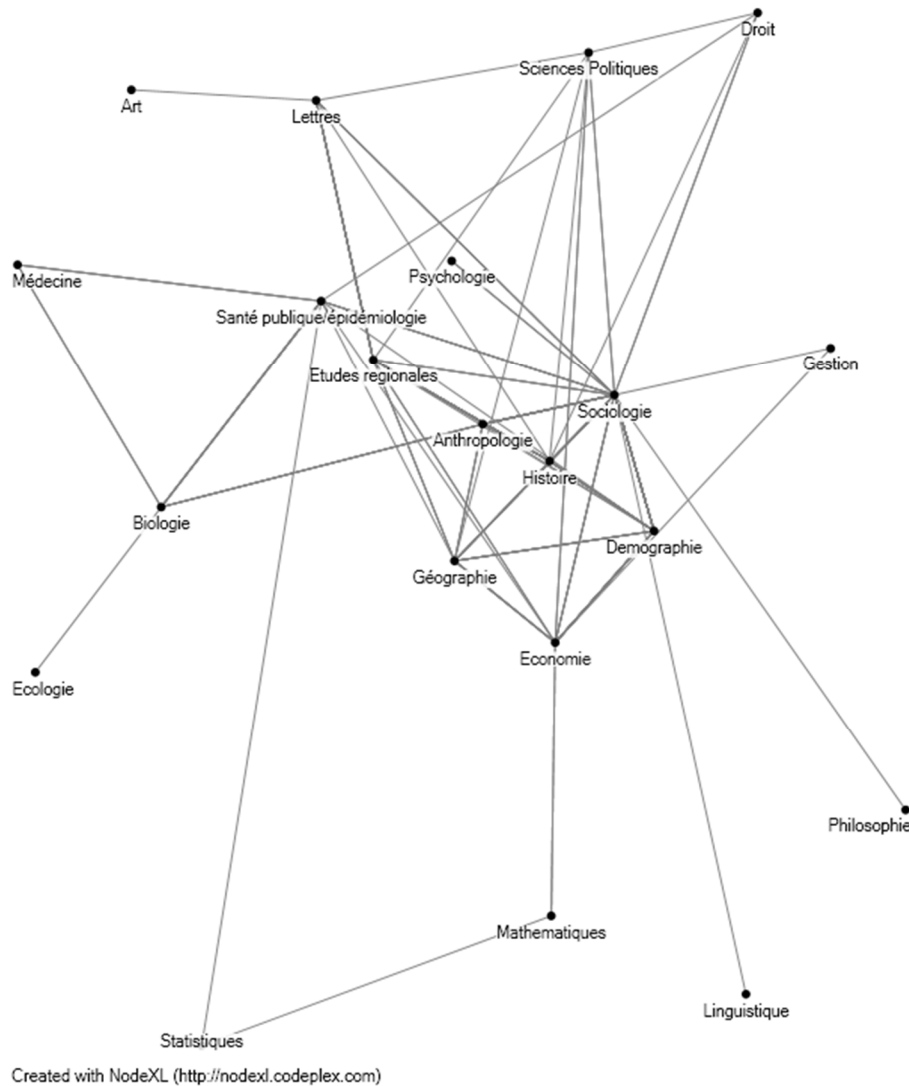 Droit
Sciences Politiques
Art
Lettres
Psychologie
Médecine
Santé publique/épidémiologie
Gestion
Etudes regionales
Sociologie
Anthropologie
Histoire
Biologie
Demographie
Géographie
Economie
Ecologie
Philosophie
Mathematiques
Linguistique
Statistiques
Created with NodeXL (http://nodexl.codeplex.com)